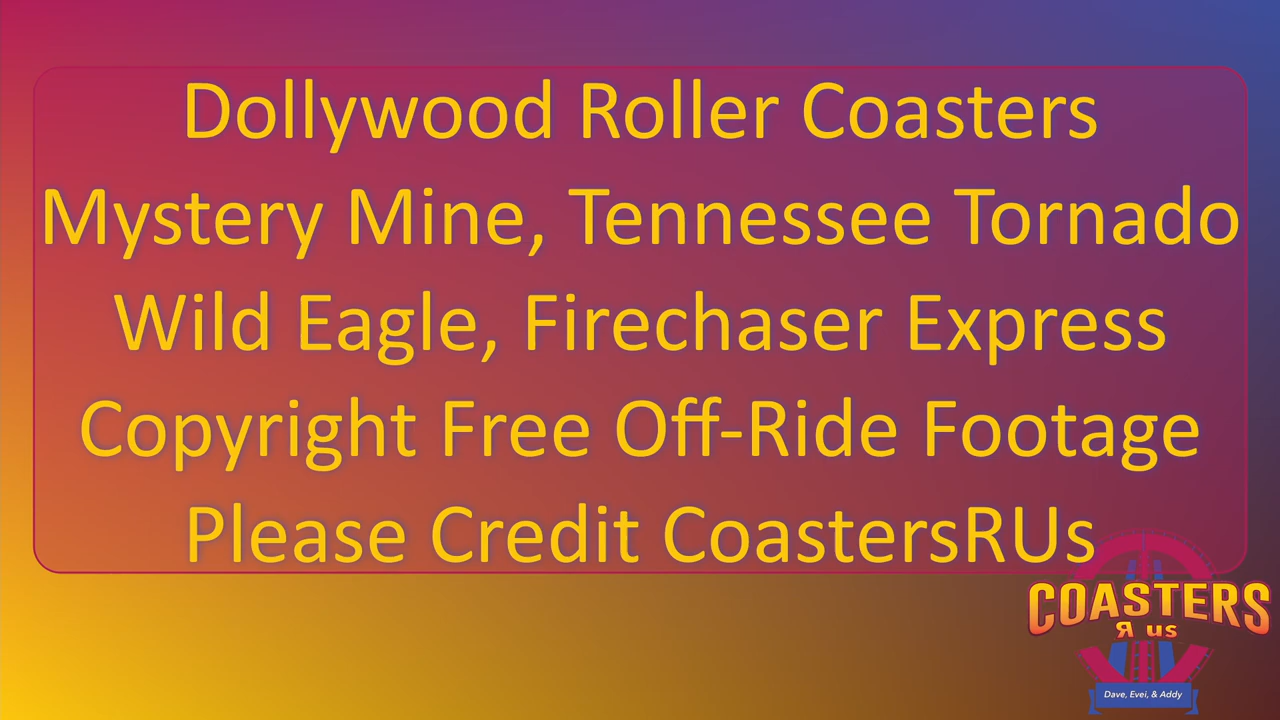 Dollywood Roller Coasters
Mystery Mine, Tennessee Tornado
Wild Eagle, Firechaser Express
Copyright Free Off-Ride Footage
Please Credit CoastersRUs
COASTERS
Я us
Dave, Evei, & Addy